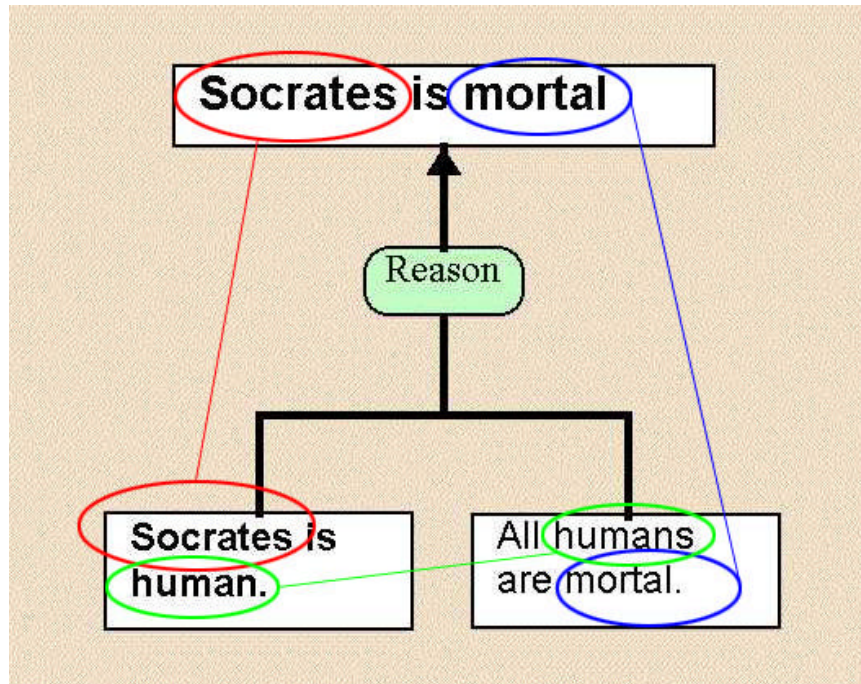 Socrates is mortal
Reason
Socrates is
human.
All humans
are mortal.